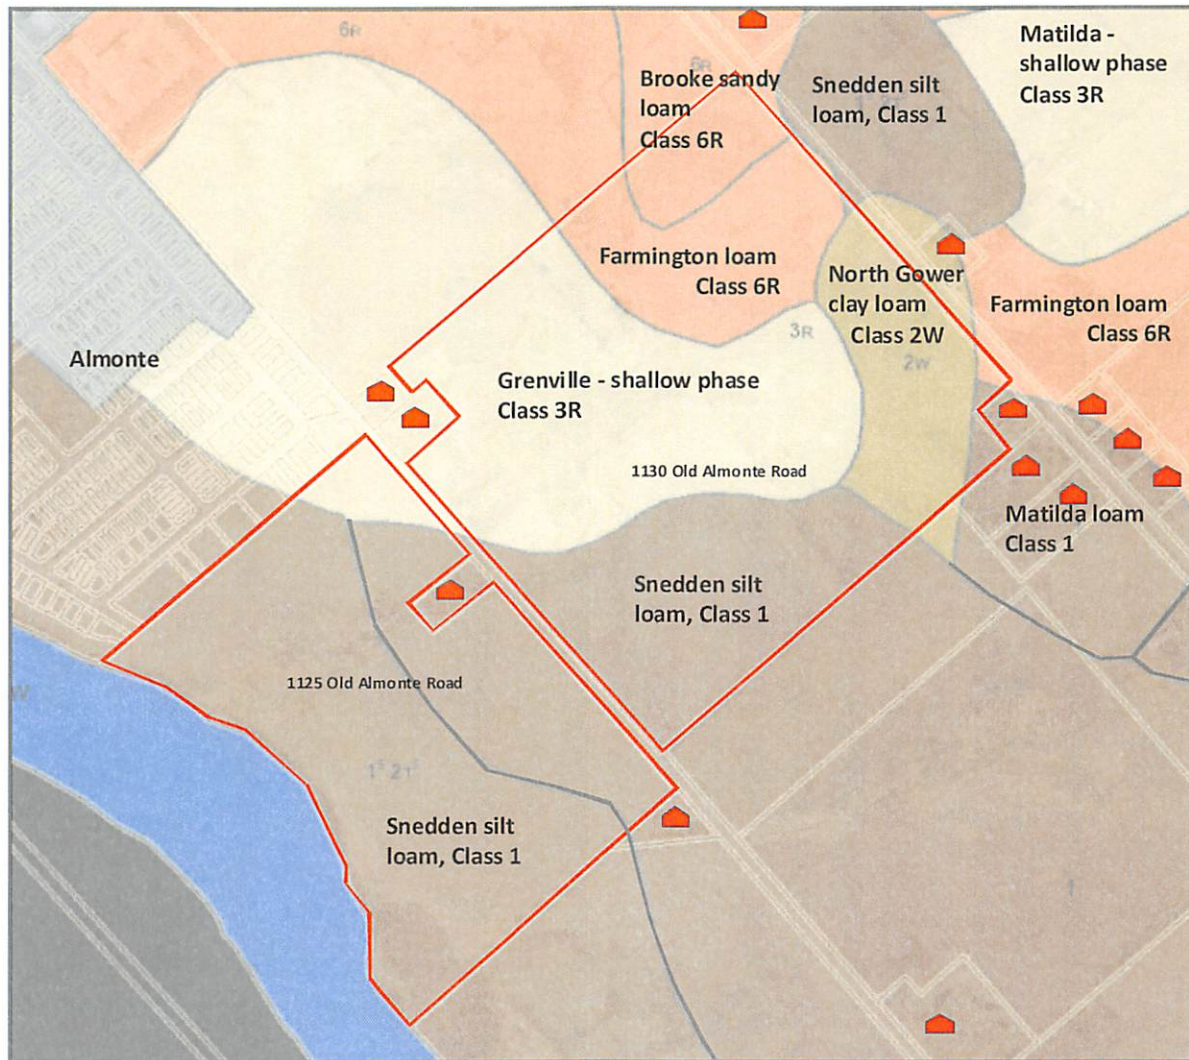 6R
Matilda -
shallow phase
Class 3R
6R
Brooke sandy
loam
Class 6R
Snedden silt
loam, Class 1
Farmington loam
Class 6R
North Gower
clay loam
Class 2W
Farmington loam
Class 6R
3R
2W
Almonte
Grenville - shallow phase
Class 3R
1130 Old Almonte Road
Matilda loam
Class 1
Snedden silt
loam, Class 1
1125 Old Almonte Road
W
Snedden silt
loam, Class 1
1